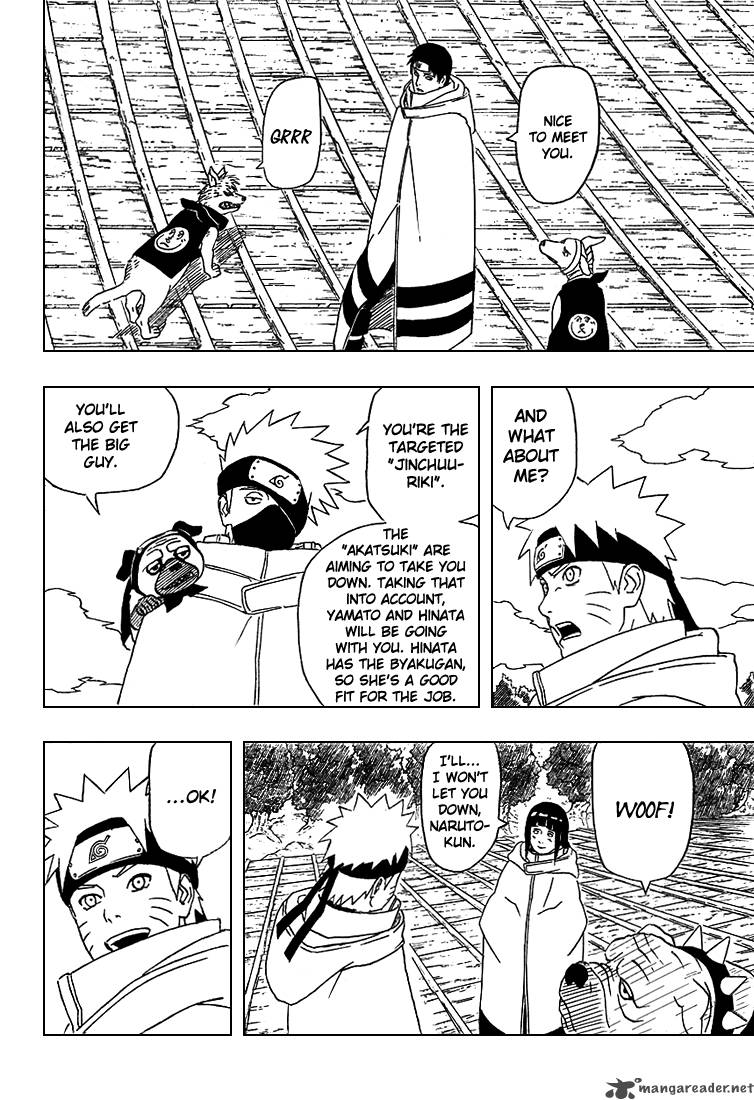 NICE
TO MEET
YOU.
GRRR
AND
WHAT
ABOUT
ME?
YOU'RE THE
TARGETED
"JINCHUU-
RIKI".
THE
"AKATSUKI" ARE
AIMING TO TAKE YOU
DOWN. TAKING THAT
INTO ACCOUNT,
YAMATO AND HINATA
WILL BE GOING
WITH YOU. HINATA
HAS THE BYAKUGAN,
SO SHE'S A GOOD
FIT FOR THE JOB.
YOU'LL
ALSO GET
THE BIG
GUY.
WOOF!
I'LL...
I WON'T
LET YOU
DOWN,
NARUTO-
KUN.
...OK!
mangareader.net